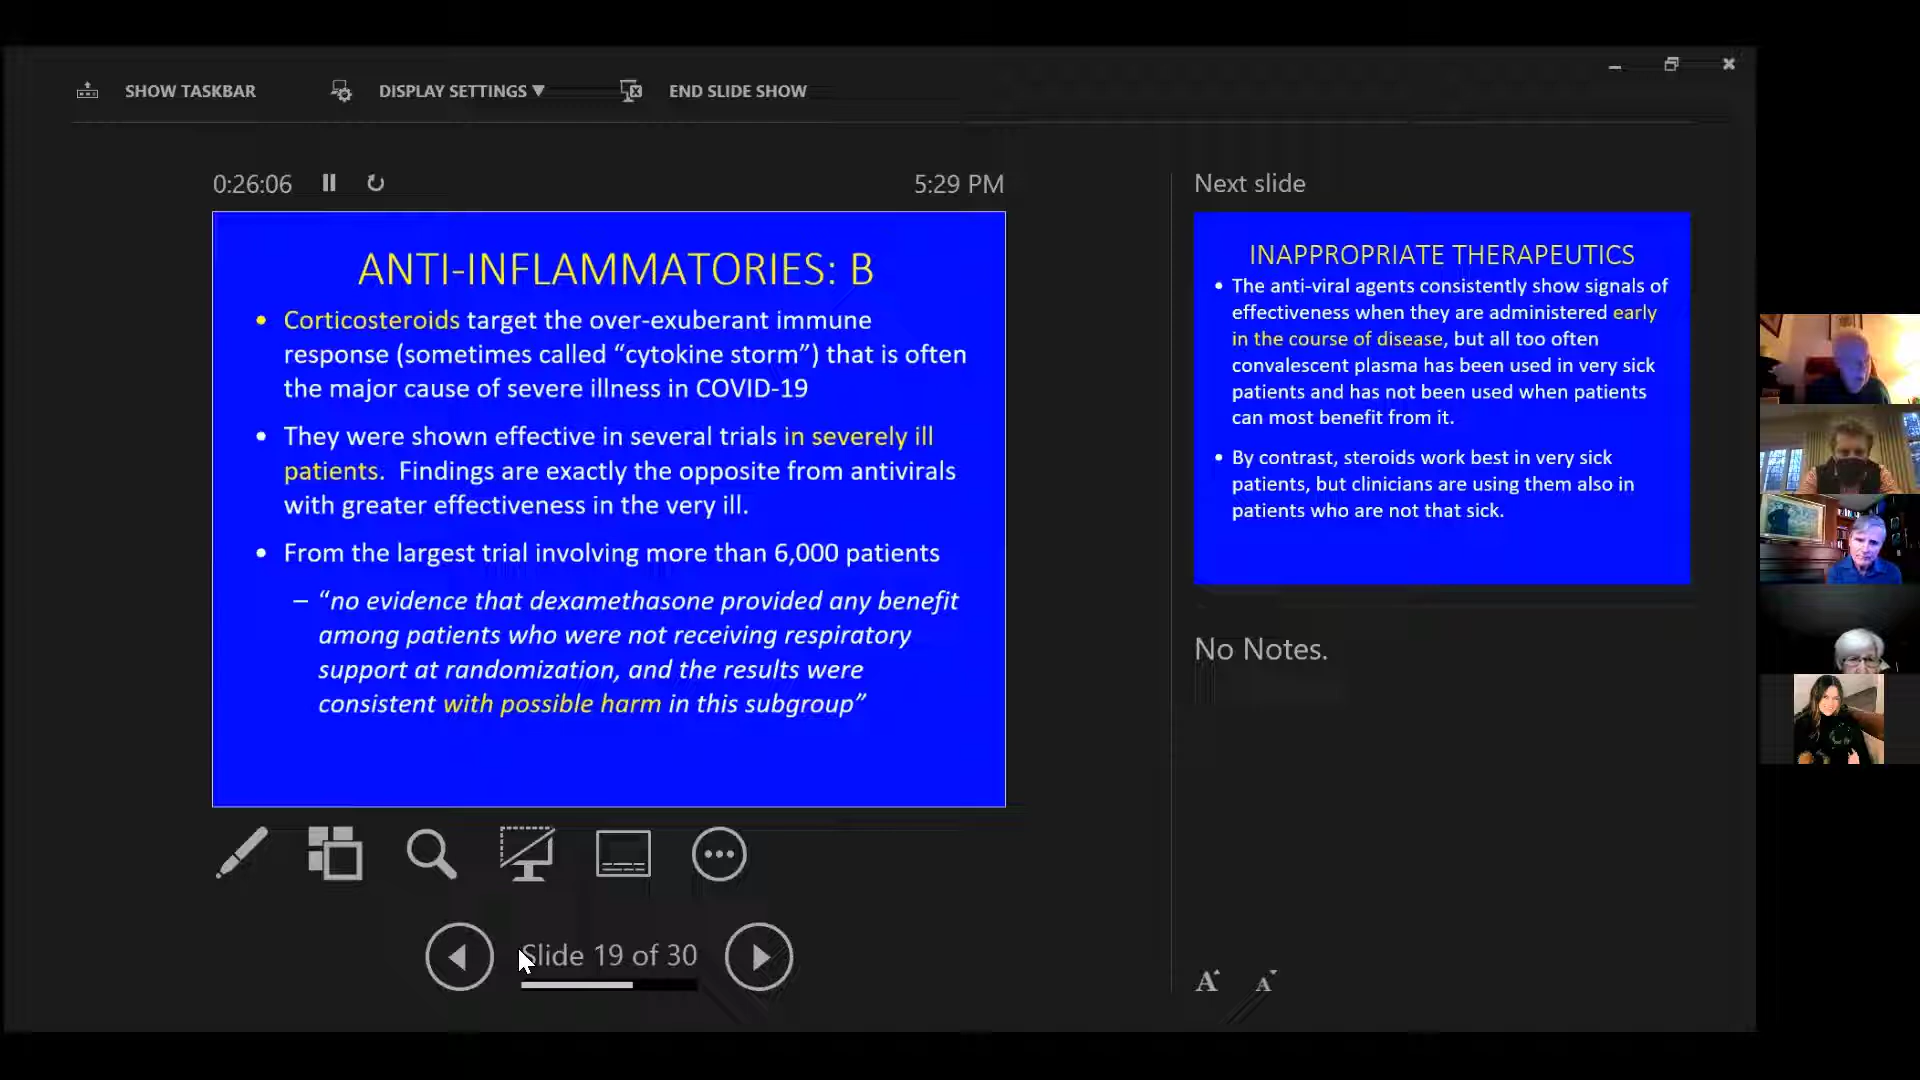 SHOW TASKBAR
DISPLAY SETTINGS ▼
END SLIDE SHOW
0:26:06
5:29 PM
ANTI-INFLAMMATORIES: B
• Corticosteroids target the over-exuberant immune
response (sometimes called “cytokine storm”) that is often
the major cause of severe illness in COVID-19
• They were shown effective in several trials in severely ill
patients. Findings are exactly the opposite from antivirals
with greater effectiveness in the very ill.
• From the largest trial involving more than 6,000 patients
– “no evidence that dexamethasone provided any benefit
among patients who were not receiving respiratory
support at randomization, and the results were
consistent with possible harm in this subgroup”
Slide 19 of 30
Next slide
INAPPROPRIATE THERAPEUTICS
• The anti-viral agents consistently show signals of
effectiveness when they are administered early
in the course of disease, but all too often
convalescent plasma has been used in very sick
patients and has not been used when patients
can most benefit from it.
• By contrast, steroids work best in very sick
patients, but clinicians are using them also in
patients who are not that sick.
No Notes.
A A